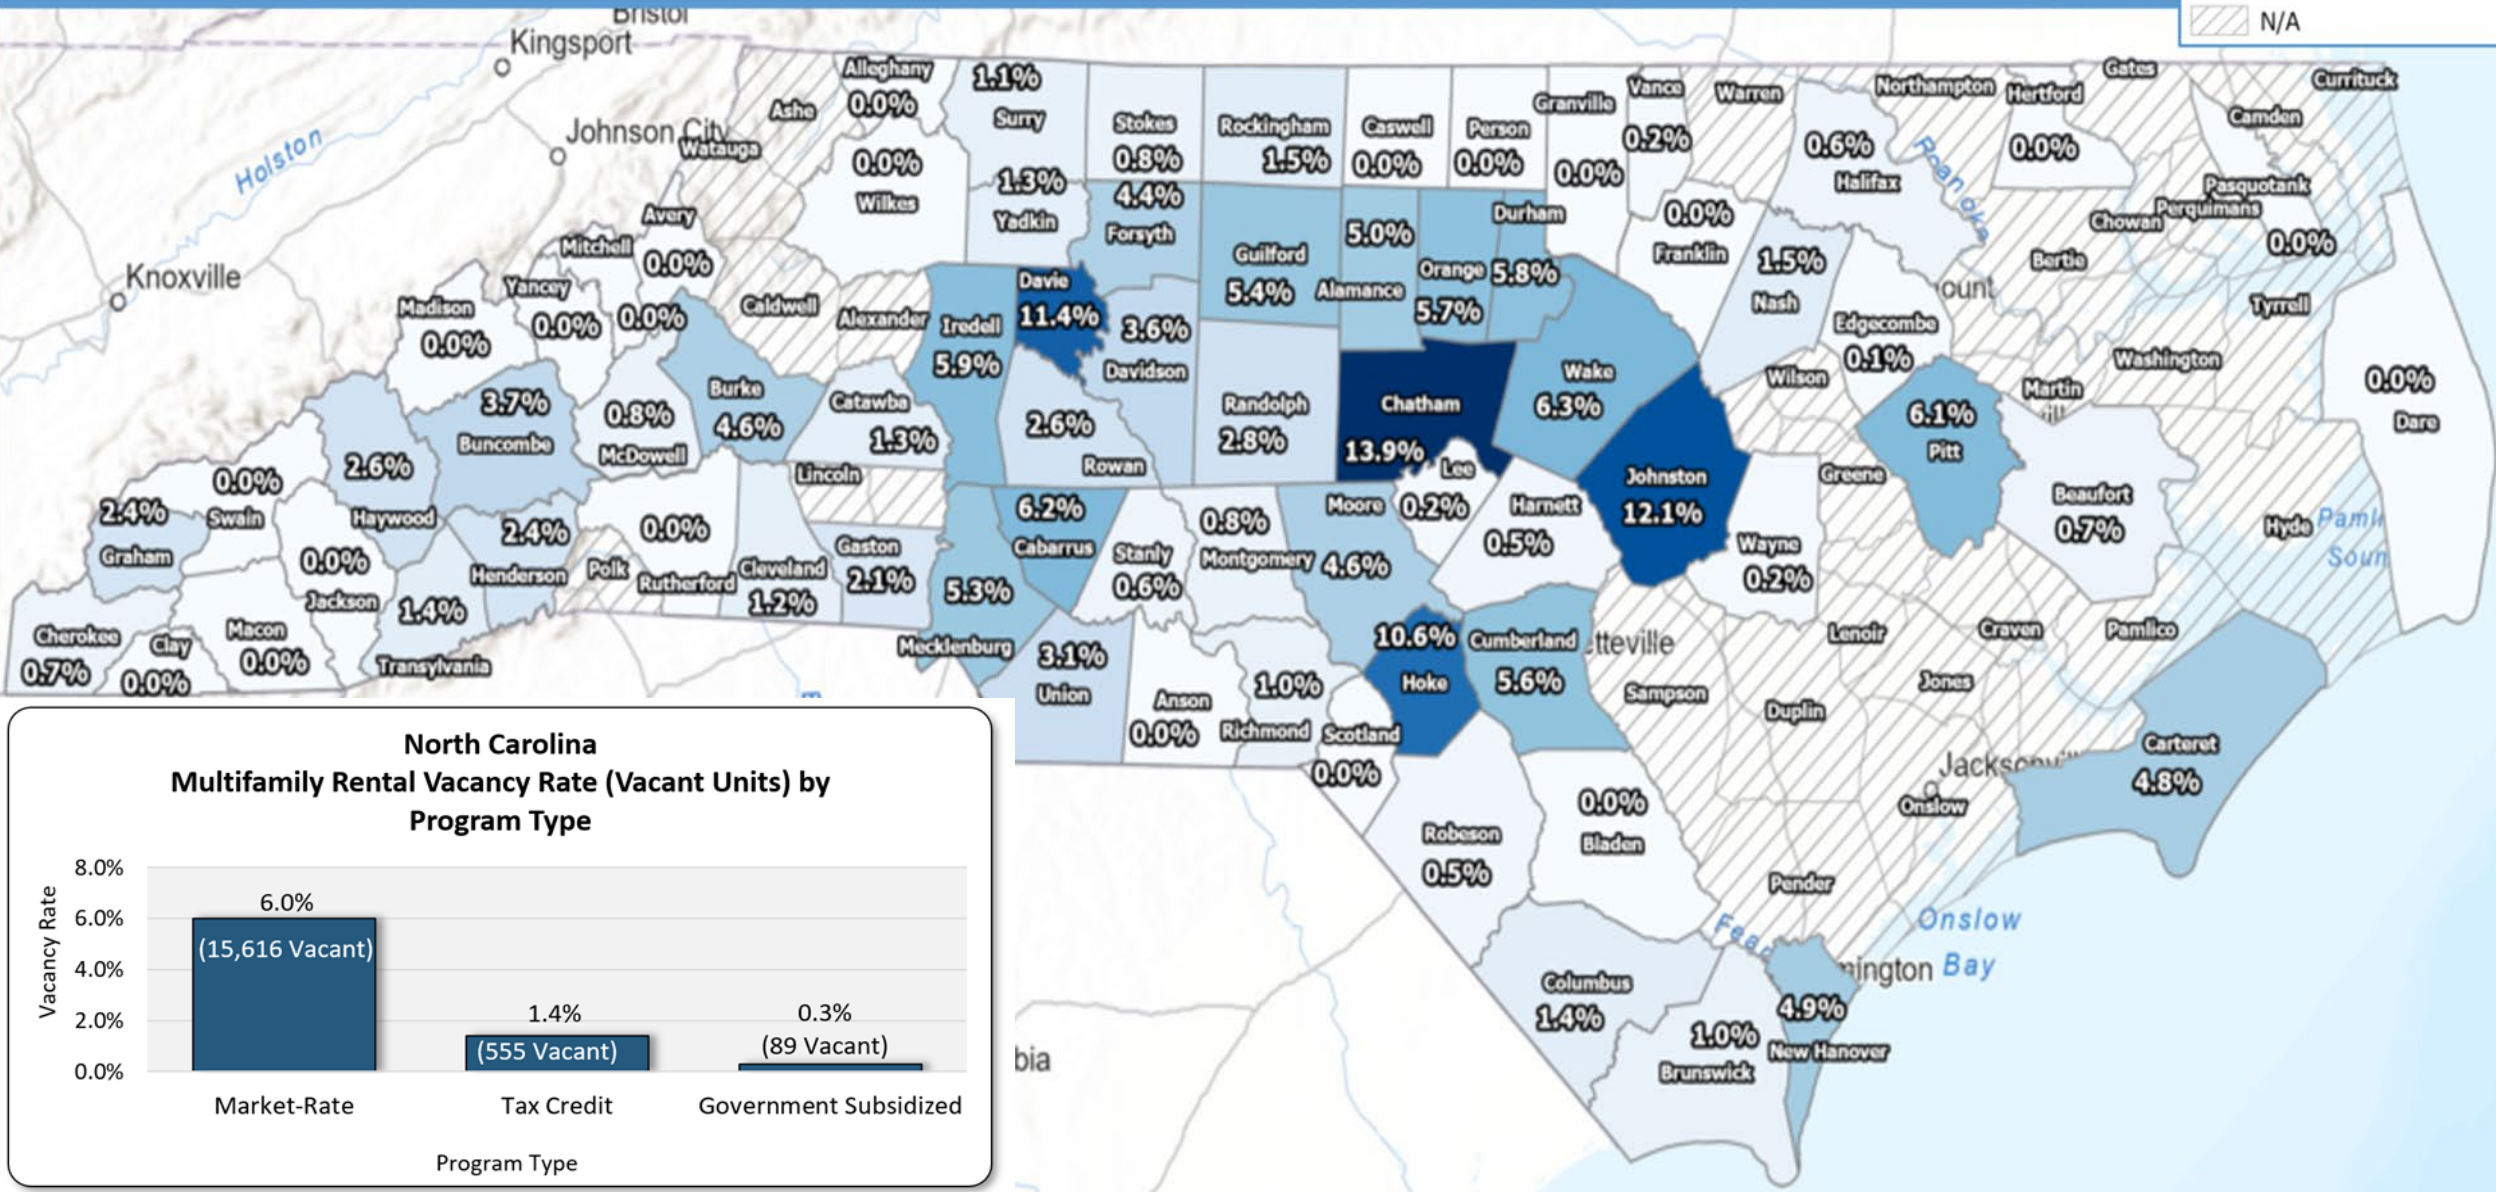 N/A
Bristol
Kingsport
Johnson City
Holston
Knoxville
Alleghany
0.0%
Ashe
Watauga
1.1%
Surry
Stokes
0.8%
Rockingham
1.5%
Caswell
0.0%
Person
0.0%
Granville
0.0%
Vance
0.2%
Warren
Northampton
Hertford
0.0%
Gates
Currituck
Camden
Pasquotank
0.0%
Perquimans
Chowan
Roanoke
0.6%
Halifax
0.0%
Wilkes
1.3%
Yadkin
4.4%
Forsyth
Guilford
5.4%
5.0%
Alamance
Orange
5.7%
Durham
5.8%
0.0%
Franklin
1.5%
Nash
ount
Edgecombe
0.1%
Bertie
Tyrrell
Washington
Martin
0.0%
Dare
Avery
0.0%
Mitchell
0.0%
Yancey
0.0%
Madison
0.0%
Caldwell
Alexander
Iredell
5.9%
Davie
11.4%
3.6%
Davidson
Randolph
2.8%
Chatham
13.9%
Wake
6.3%
Johnston
12.1%
Wilson
Greene
6.1%
Pitt
Beaufort
0.7%
Hyde
Pamli
Soun
3.7%
Buncombe
0.8%
McDowell
Burke
4.6%
Catawba
1.3%
2.6%
Rowan
Lincoln
2.6%
Haywood
0.0%
Swain
2.4%
Graham
0.0%
Jackson
2.4%
Henderson
Polk
0.0%
Rutherford
Cleveland
1.2%
Gaston
2.1%
5.3%
Mecklenburg
6.2%
Cabarrus
Stanly
0.6%
0.8%
Montgomery
Moore
4.6%
Lee
0.2%
Harnett
0.5%
Wayne
0.2%
Cherokee
0.7%
Clay
0.0%
Macon
0.0%
1.4%
Transylvania
3.1%
Union
Anson
0.0%
1.0%
Richmond
Scotland
0.0%
10.6%
Hoke
Cumberland
5.6%
etteville
Sampson
Lenoir
Craven
Pamlico
Jones
Duplin
Jacksonvill
Onslow
Carteret
4.8%
Robeson
0.5%
0.0%
Bladen
Pender
Fear
Onslow
Bay
mington
Columbus
1.4%
1.0%
Brunswick
4.9%
New Hanover
bia
North Carolina
Multifamily Rental Vacancy Rate (Vacant Units) by
Program Type
Vacancy Rate
8.0%
6.0%
4.0%
2.0%
0.0%
6.0%
(15,616 Vacant)
1.4%
(555 Vacant)
0.3%
(89 Vacant)
Market-Rate
Tax Credit
Government Subsidized
Program Type